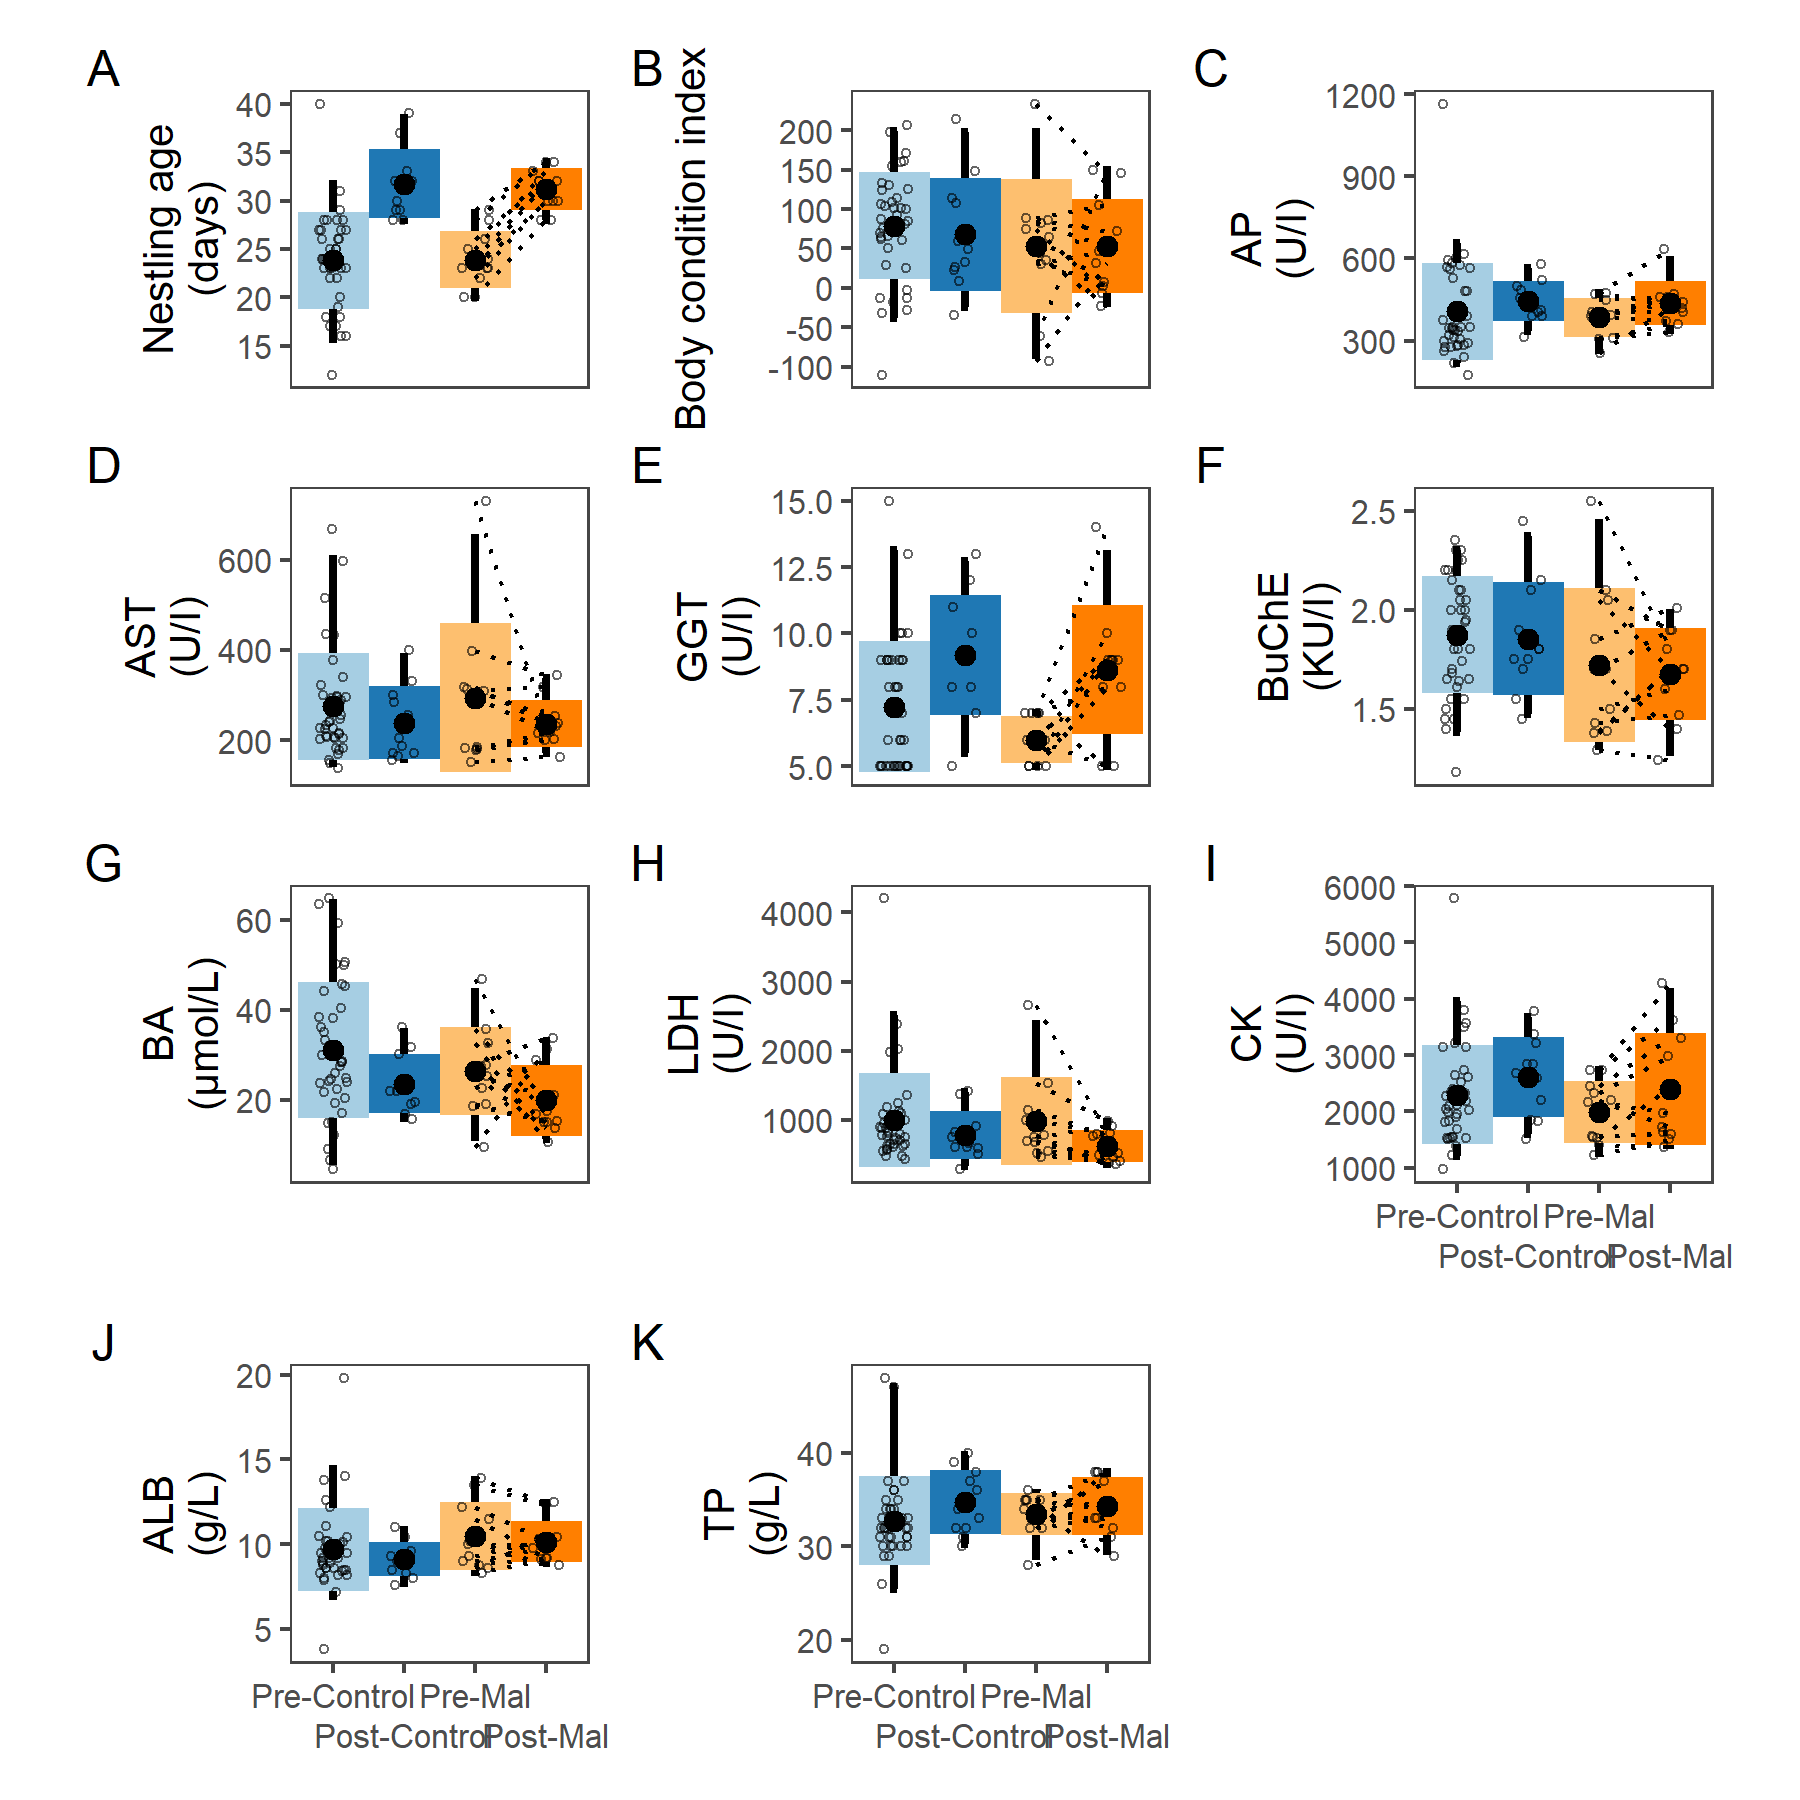 A
Nestling age
(days)
40
35
30
25
20
15
B
Body condition index
200
150
100
50
0
-50
-100
C
AP
(U/l)
1200
900
600
300
D
AST
(U/l)
600
400
200
E
GGT
(U/l)
15.0
12.5
10.0
7.5
5.0
F
BuChE
(KU/l)
2.5
2.0
1.5
G
BA
(µmol/L)
60
40
20
H
LDH
(U/l)
4000
3000
2000
1000
I
CK
(U/l)
6000
5000
4000
3000
2000
1000
Pre-Control Pre-Mal
Post-Control Post-Mal
J
ALB
(g/L)
20
15
10
5
Pre-Control Pre-Mal
Post-Control Post-Mal
K
TP
(g/L)
40
30
20
Pre-Control Pre-Mal
Post-Control Post-Mal